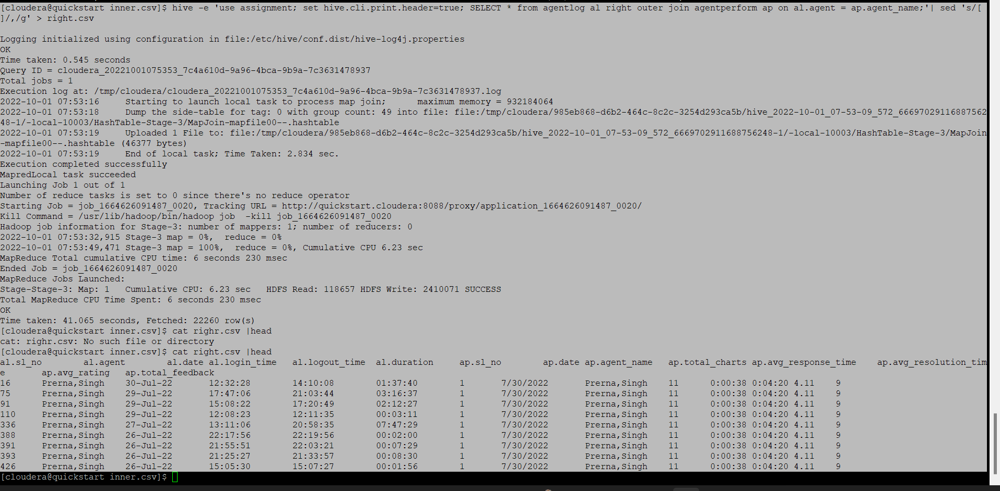 [cloudera@quickstart inner.csv]$ hive -e 'use assignment; set hive.cli.print.header=true; SELECT * from agentlog al right outer join agentperform ap on al.agent = ap.agent_name;'| sed 's/[
]/,/g' > right.csv
Logging initialized using configuration in file:/etc/hive/conf.dist/hive-log4j.properties
OK
Time taken: 0.545 seconds
Query ID = cloudera_20221001075353_7c4a610d-9a96-4bca-9b9a-7c3631478937
Total jobs = 1
Execution log at: /tmp/cloudera/cloudera_20221001075353_7c4a610d-9a96-4bca-9b9a-7c3631478937.log
2022-10-01 07:53:16     Starting to launch local task to process map join;      maximum memory = 932184064
2022-10-01 07:53:18     Dump the side-table for tag: 0 with group count: 49 into file: file:/tmp/cloudera/985eb868-d6b2-464c-8c2c-3254d293ca5b/hive_2022-10-01_07-53-09_572_66697029116887562
48-1/-local-10003/HashTable-Stage-3/MapJoin-mapfile00--.hashtable
2022-10-01 07:53:19     Uploaded 1 File to: file:/tmp/cloudera/985eb868-d6b2-464c-8c2c-3254d293ca5b/hive_2022-10-01_07-53-09_572_6669702911688756248-1/-local-10003/HashTable-Stage-3/MapJoin
-mapfile00--.hashtable (46377 bytes)
2022-10-01 07:53:19     End of local task; Time Taken: 2.834 sec.
Execution completed successfully
MapredLocal task succeeded
Launching Job 1 out of 1
Number of reduce tasks is set to 0 since there's no reduce operator
Starting Job = job_1664626091487_0020, Tracking URL = http://quickstart.cloudera:8088/proxy/application_1664626091487_0020/
Kill Command = /usr/lib/hadoop/bin/hadoop job  -kill job_1664626091487_0020
Hadoop job information for Stage-3: number of mappers: 1; number of reducers: 0
2022-10-01 07:53:32,915 Stage-3 map = 0%,  reduce = 0%
2022-10-01 07:53:49,471 Stage-3 map = 100%,  reduce = 0%, Cumulative CPU 6.23 sec
MapReduce Total cumulative CPU time: 6 seconds 230 msec
Ended Job = job_1664626091487_0020
MapReduce Jobs Launched:
Stage-Stage-3: Map: 1   Cumulative CPU: 6.23 sec   HDFS Read: 118657 HDFS Write: 2410071 SUCCESS
Total MapReduce CPU Time Spent: 6 seconds 230 msec
OK
Time taken: 41.065 seconds, Fetched: 22260 row(s)
[cloudera@quickstart inner.csv]$ cat righr.csv |head
cat: righr.csv: No such file or directory
[cloudera@quickstart inner.csv]$ cat right.csv |head
al.sl_no        al.agent        al.date al.login_time   al.logout_time  al.duration     ap.sl_no        ap.date ap.agent_name   ap.total_charts ap.avg_response_time    ap.avg_resolution_tim
e       ap.avg_rating   ap.total_feedback
16      Prerna,Singh    30-Jul-22       12:32:28        14:10:08        01:37:40        1       7/30/2022       Prerna,Singh    11      0:00:38 0:04:20 4.11    9
75      Prerna,Singh    29-Jul-22       17:47:06        21:03:44        03:16:37        1       7/30/2022       Prerna,Singh    11      0:00:38 0:04:20 4.11    9
91      Prerna,Singh    29-Jul-22       15:08:22        17:20:49        02:12:27        1       7/30/2022       Prerna,Singh    11      0:00:38 0:04:20 4.11    9
110     Prerna,Singh    29-Jul-22       12:08:23        12:11:35        00:03:11        1       7/30/2022       Prerna,Singh    11      0:00:38 0:04:20 4.11    9
336     Prerna,Singh    27-Jul-22       13:11:06        20:58:35        07:47:29        1       7/30/2022       Prerna,Singh    11      0:00:38 0:04:20 4.11    9
388     Prerna,Singh    26-Jul-22       22:17:56        22:19:56        00:02:00        1       7/30/2022       Prerna,Singh    11      0:00:38 0:04:20 4.11    9
391     Prerna,Singh    26-Jul-22       21:55:51        22:03:21        00:07:29        1       7/30/2022       Prerna,Singh    11      0:00:38 0:04:20 4.11    9
393     Prerna,Singh    26-Jul-22       21:25:27        21:33:57        00:08:30        1       7/30/2022       Prerna,Singh    11      0:00:38 0:04:20 4.11    9
426     Prerna,Singh    26-Jul-22       15:05:30        15:07:27        00:01:56        1       7/30/2022       Prerna,Singh    11      0:00:38 0:04:20 4.11    9
[cloudera@quickstart inner.csv]$